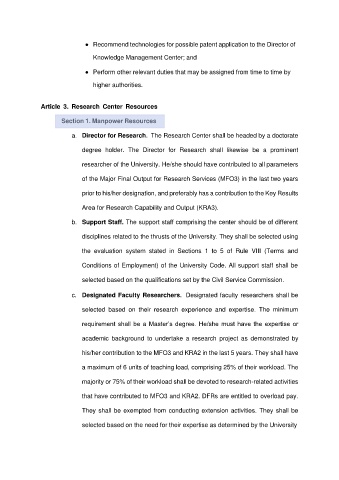 ● Recommend technologies for possible patent application to the Director of
Knowledge Management Center; and
● Perform other relevant duties that may be assigned from time to time by
higher authorities.
Article 3. Research Center Resources
Section 1. Manpower Resources
a. Director for Research. The Research Center shall be headed by a doctorate
degree holder. The Director for Research shall likewise be a prominent
researcher of the University. He/she should have contributed to all parameters
of the Major Final Output for Research Services (MFO3) in the last two years
prior to his/her designation, and preferably has a contribution to the Key Results
Area for Research Capability and Output (KRA3).
b. Support Staff. The support staff comprising the center should be of different
disciplines related to the thrusts of the University. They shall be selected using
the evaluation system stated in Sections 1 to 5 of Rule VIII (Terms and
Conditions of Employment) of the University Code. All support staff shall be
selected based on the qualifications set by the Civil Service Commission.
c. Designated Faculty Researchers. Designated faculty researchers shall be
selected based on their research experience and expertise. The minimum
requirement shall be a Master's degree. He/she must have the expertise or
academic background to undertake a research project as demonstrated by
his/her contribution to the MFO3 and KRA2 in the last 5 years. They shall have
a maximum of 6 units of teaching load, comprising 25% of their workload. The
majority or 75% of their workload shall be devoted to research-related activities
that have contributed to MFO3 and KRA2. DFRs are entitled to overload pay.
They shall be exempted from conducting extension activities. They shall be
selected based on the need for their expertise as determined by the University